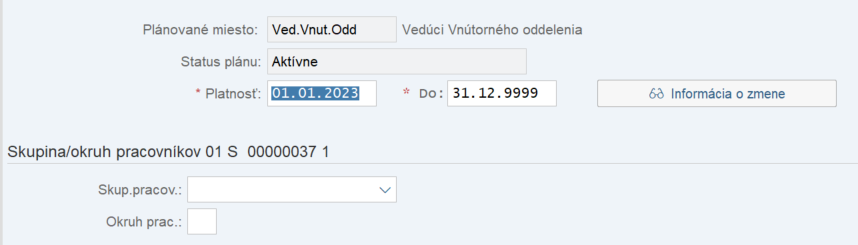 Plánované miesto: Ved.Vnut.Odd Vedúci Vnútorného oddelenia
Status plánu: Aktívne
* Platnosť: 01.01.2023 * Do: 31.12.9999 Informácia o zmene
Skupina/okruh pracovníkov 01 S 00000037 1
Skup.pracov.:
Okruh prac.: